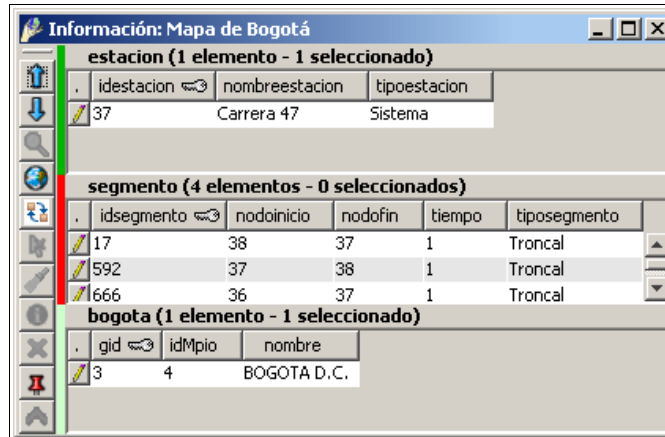 Información: Mapa de Bogotá
estacion (1 elemento - 1 seleccionado)
. idestacion nombreestacion tipoestacion
37 Carrera 47 Sistema
segmento (4 elementos - 0 seleccionados)
. idsegmento nodoinicio nodofin tiempo tiposegmento
17 38 37 1 Troncal
592 37 38 1 Troncal
666 36 37 1 Troncal
bogota (1 elemento - 1 seleccionado)
. gid idMpio nombre
3 4 BOGOTA D.C.